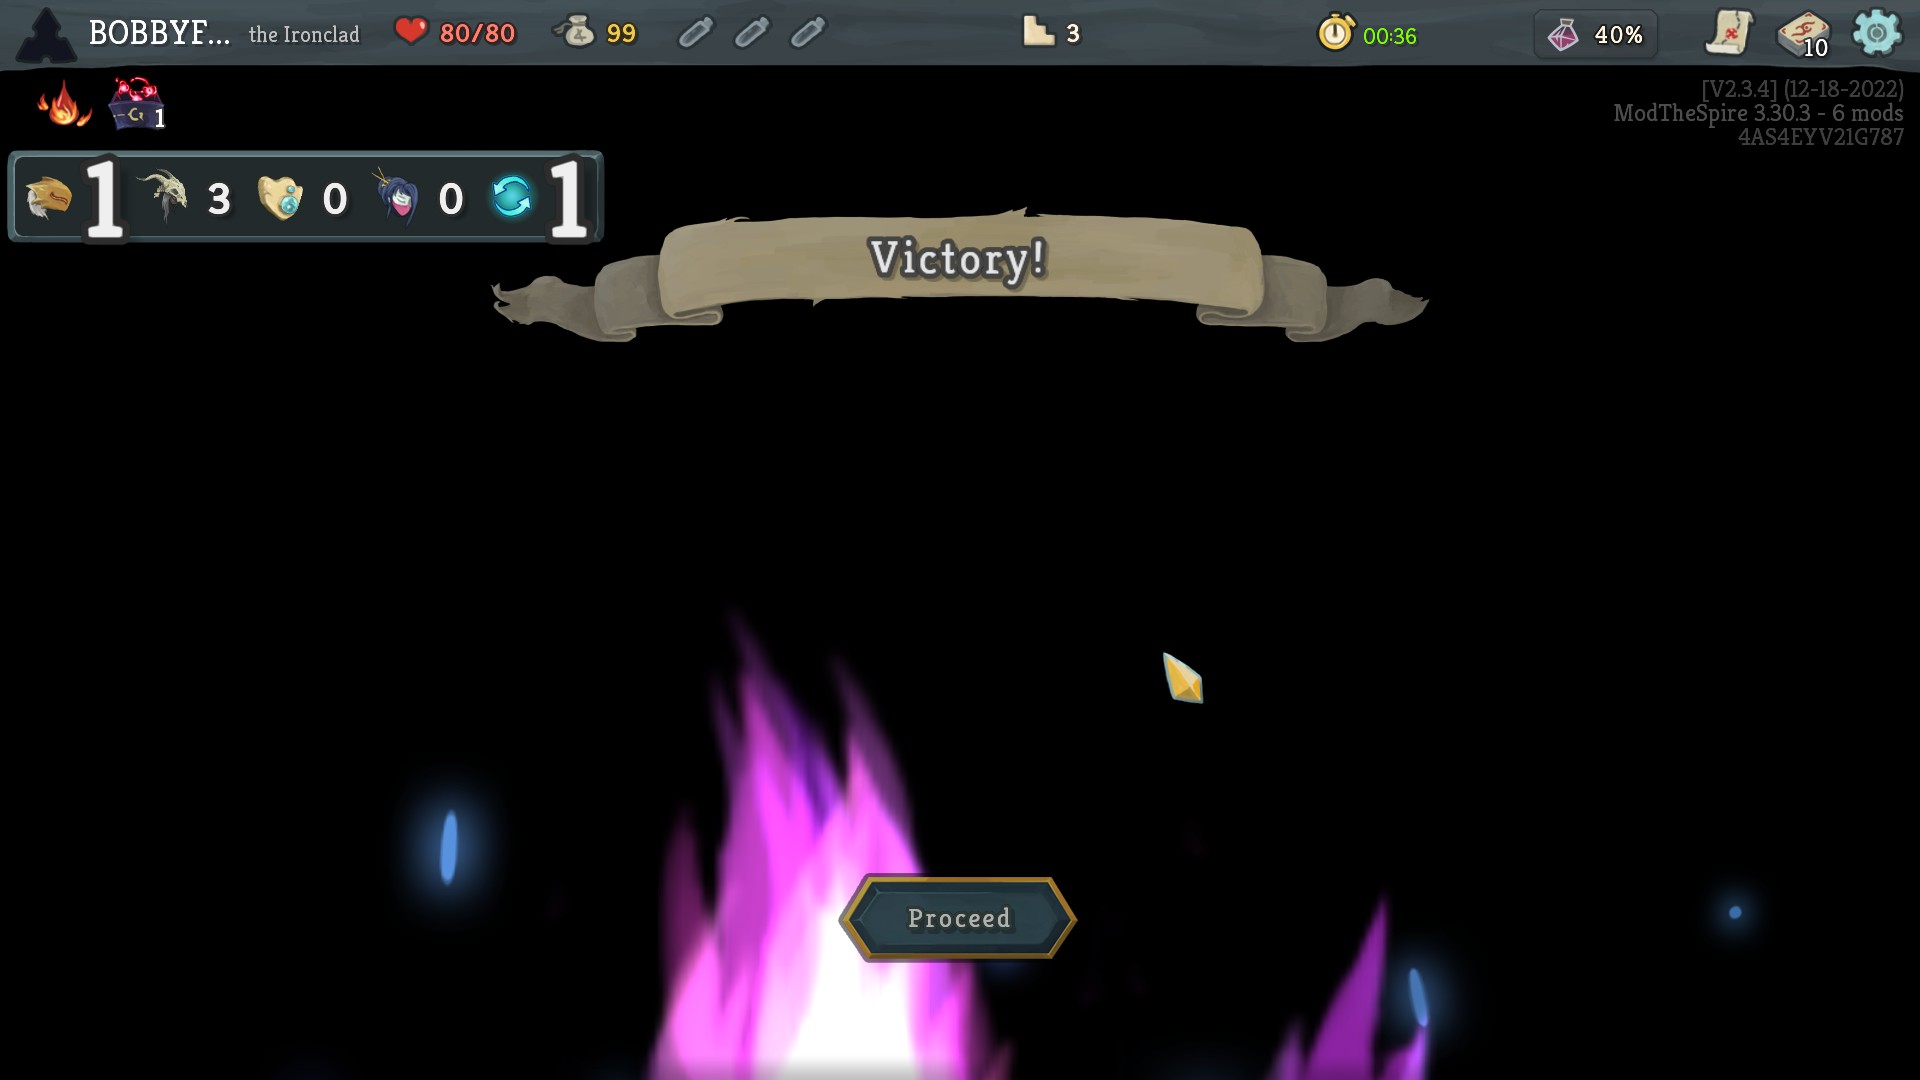 BOBBYF... the Ironclad 80/80 99 3 00:36 40% 10
1
[V2.3.4] (12-18-2022)
ModTheSpire 3.30.3 - 6 mods
4AS4EYV21G787
1 3 0 0 1
Victory!
Proceed